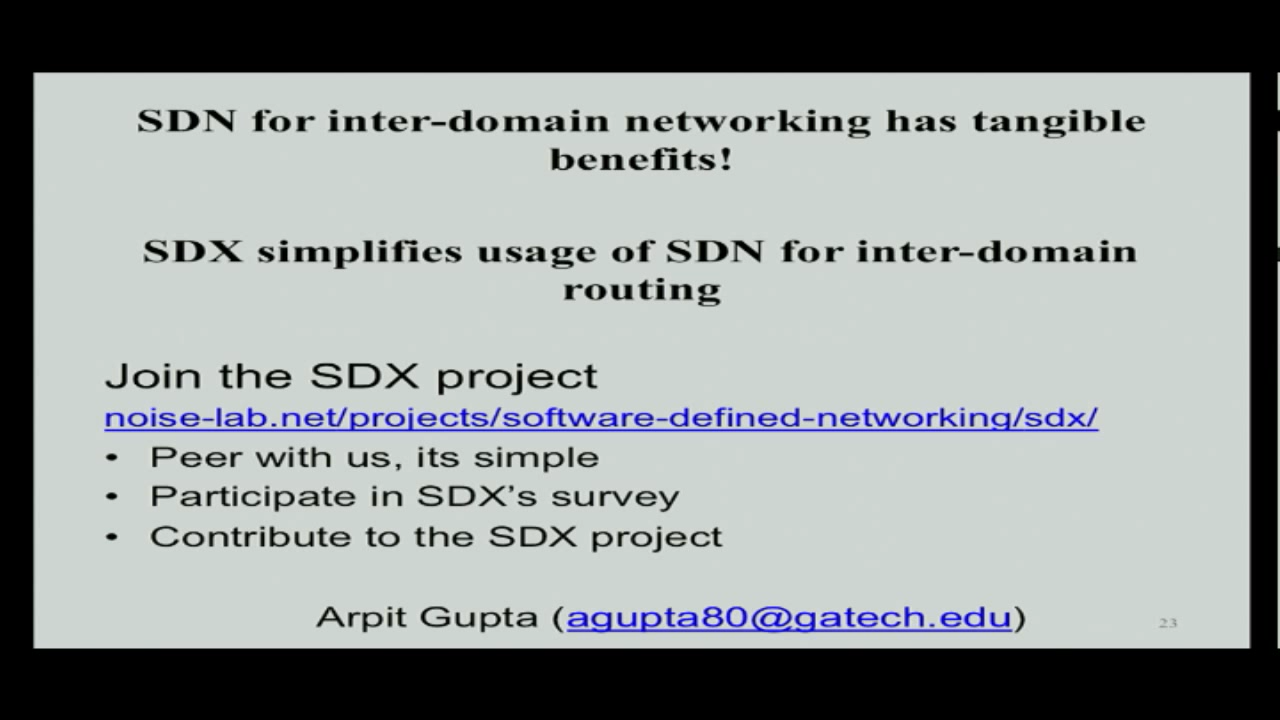 SDN for inter-domain networking has tangible
benefits!
SDX simplifies usage of SDN for inter-domain
routing
Join the SDX project
noise-lab.net/projects/software-defined-networking/sdx/
• Peer with us, its simple
• Participate in SDX’s survey
• Contribute to the SDX project
Arpit Gupta (agupta80@gatech.edu)
23